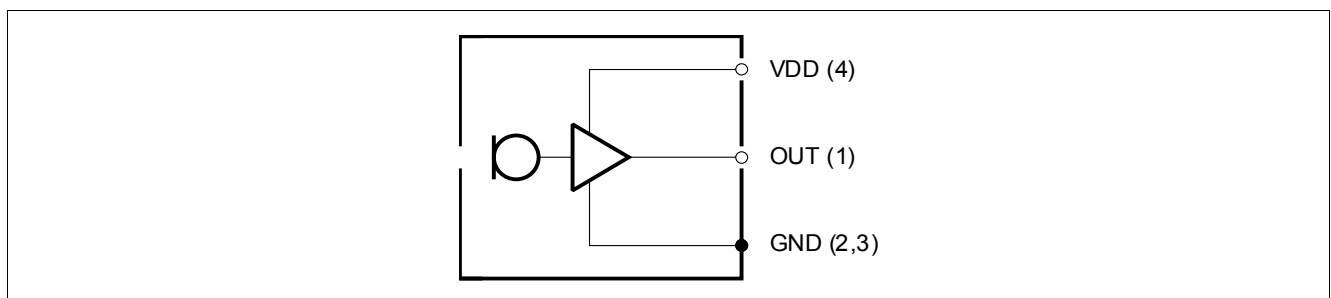 VDD (4)
OUT (1)
GND (2,3)